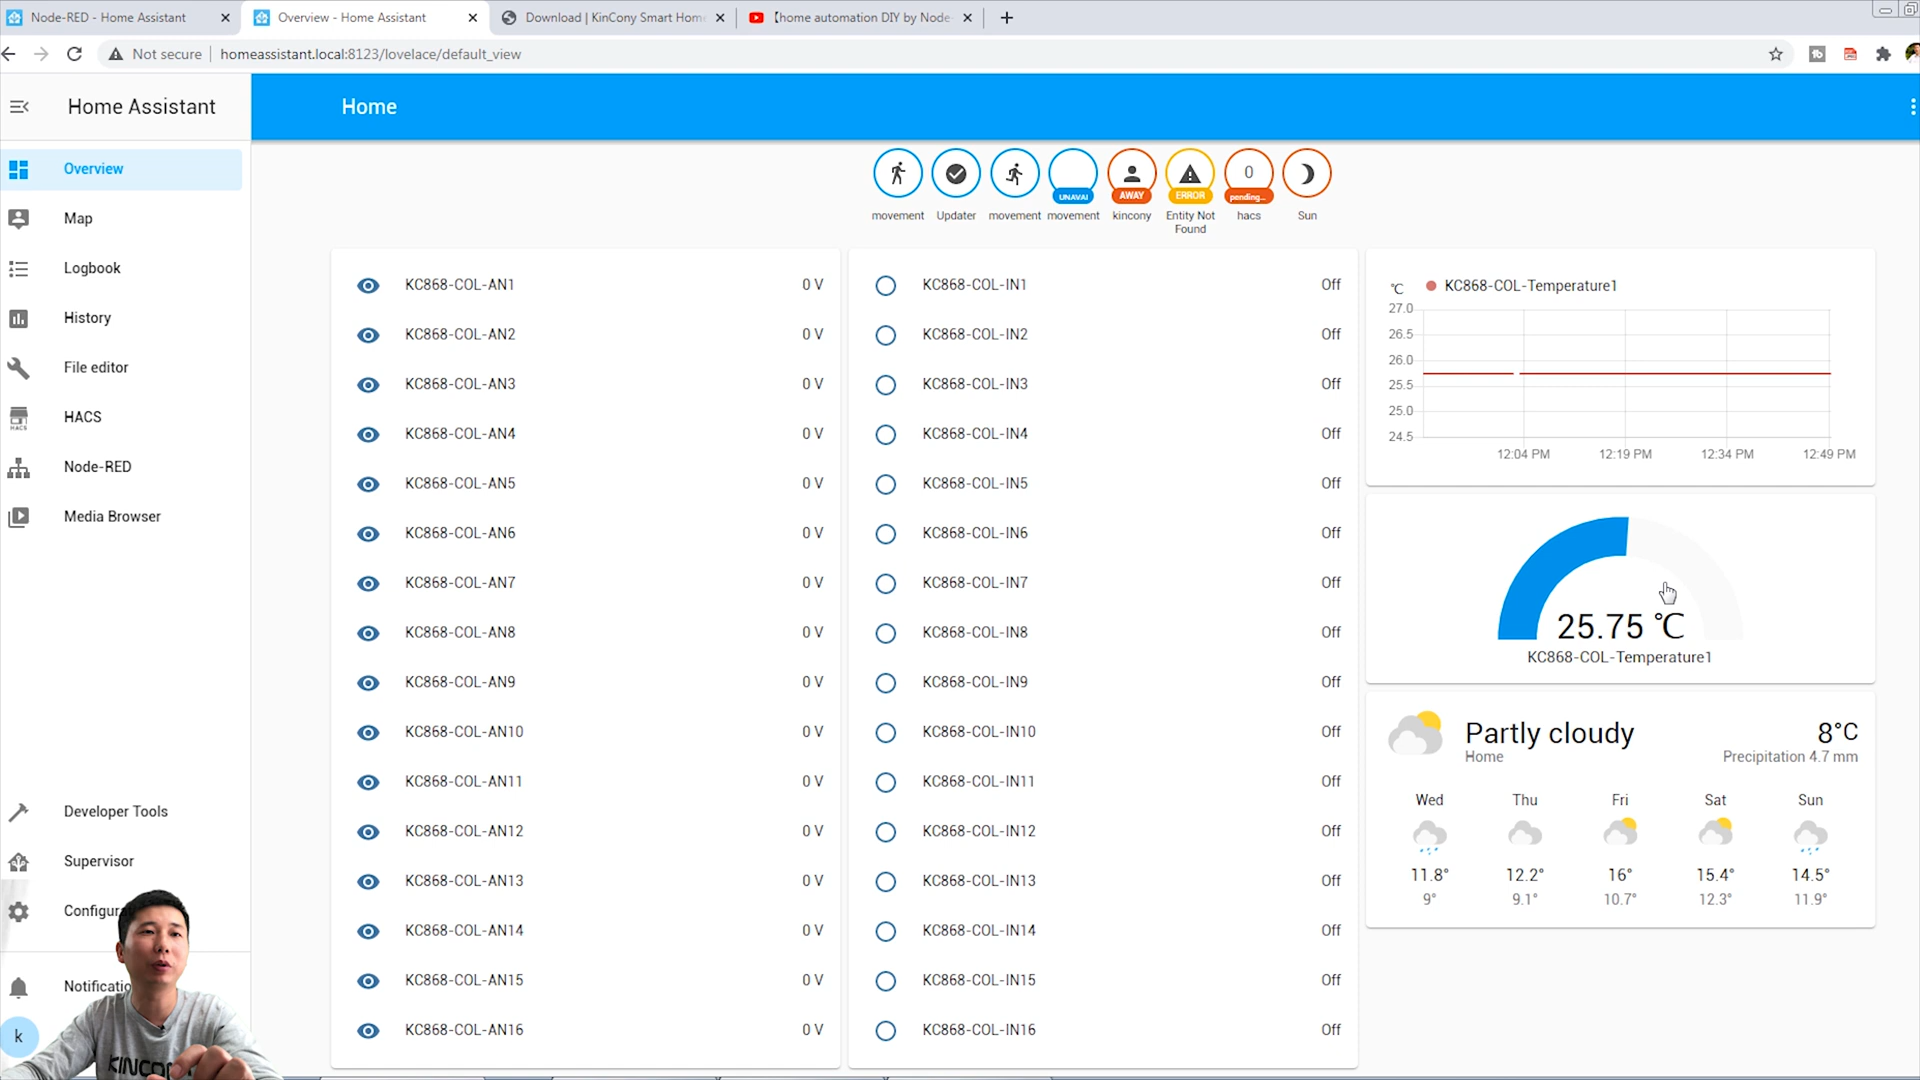 Node-RED - Home Assistant
Overview - Home Assistant
Download | KinCony Smart Home
【home automation DIY by Node-
Not secure
homeassistant.local:8123/lovelace/default_view
Home Assistant
Home
Overview
Map
Logbook
History
File editor
HACS
Node-RED
Media Browser
Developer Tools
Supervisor
Configura
Notificatio
k
UNAVAI
AWAY
ERROR
0
pending...
movement
Updater
movement
movement
kincony
Entity Not
Found
hacs
Sun
KC868-COL-AN1 0 V
KC868-COL-AN2 0 V
KC868-COL-AN3 0 V
KC868-COL-AN4 0 V
KC868-COL-AN5 0 V
KC868-COL-AN6 0 V
KC868-COL-AN7 0 V
KC868-COL-AN8 0 V
KC868-COL-AN9 0 V
KC868-COL-AN10 0 V
KC868-COL-AN11 0 V
KC868-COL-AN12 0 V
KC868-COL-AN13 0 V
KC868-COL-AN14 0 V
KC868-COL-AN15 0 V
KC868-COL-AN16 0 V
KC868-COL-IN1 Off
KC868-COL-IN2 Off
KC868-COL-IN3 Off
KC868-COL-IN4 Off
KC868-COL-IN5 Off
KC868-COL-IN6 Off
KC868-COL-IN7 Off
KC868-COL-IN8 Off
KC868-COL-IN9 Off
KC868-COL-IN10 Off
KC868-COL-IN11 Off
KC868-COL-IN12 Off
KC868-COL-IN13 Off
KC868-COL-IN14 Off
KC868-COL-IN15 Off
KC868-COL-IN16 Off
℃ KC868-COL-Temperature1
27.0
26.5
26.0
25.5
25.0
24.5
12:04 PM 12:19 PM 12:34 PM 12:49 PM
25.75 ℃
KC868-COL-Temperature1
Partly cloudy 8°C
Home Precipitation 4.7 mm
Wed Thu Fri Sat Sun
11.8° 12.2° 16° 15.4° 14.5°
9° 9.1° 10.7° 12.3° 11.9°